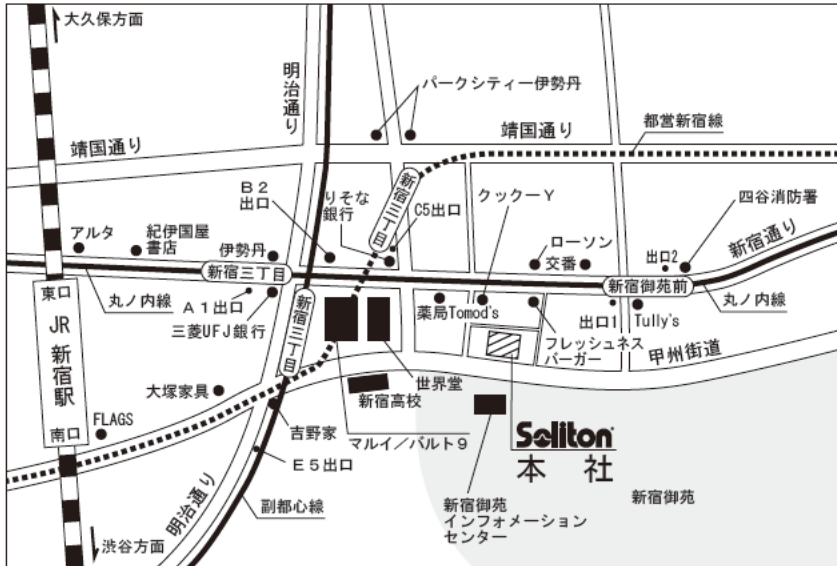 大久保方面
明治通り
パークシティー伊勢丹
靖国通り
靖国通り
都営新宿線
B2
出口
りそな
銀行
新宿三丁目
C5出口
クックーY
四谷消防署
アルタ
紀伊国屋
書店
伊勢丹
ローソン
交番
出口2
新宿通り
東口
丸ノ内線
新宿三丁目
新宿御苑前
丸ノ内線
A1出口
三菱UFJ銀行
新宿三丁目
薬局Tomod's
フレッシュネス
バーガー
出口1
Tully's
甲州街道
JR 新宿駅
大塚家具
世界堂
新宿高校
FLAGS
南口
吉野家
マルイ/バルト9
E5出口
Soliton
本社
明治通り
副都心線
新宿御苑
インフォメーション
センター
新宿御苑
渋谷方面